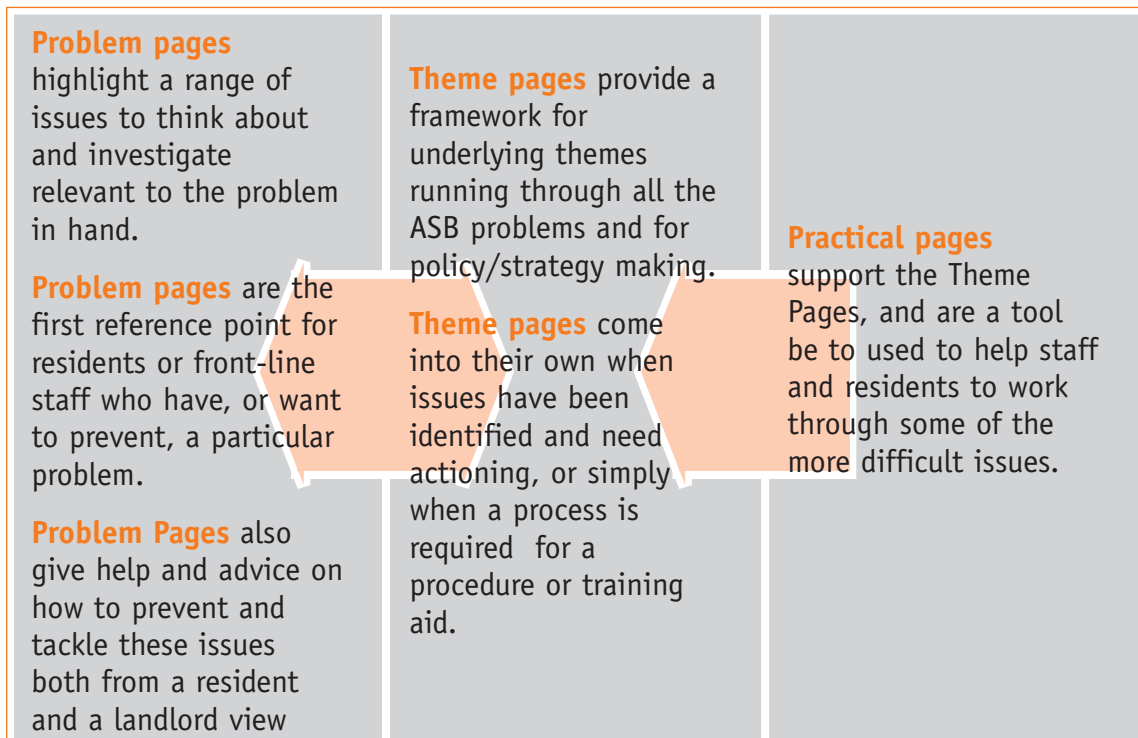 Problem pages
highlight a range of
issues to think about
and investigate
relevant to the problem
in hand.
Problem pages are the
first reference point for
residents or front-line
staff who have, or want
to prevent, a particular
problem.
Problem Pages also
give help and advice on
how to prevent and
tackle these issues
both from a resident
and a landlord view
Theme pages provide a
framework for
underlying themes
running through all the
ASB problems and for
policy/strategy making.
Theme pages come
into their own when
issues have been
identified and need
actioning, or simply
when a process is
required for a
procedure or training
aid.
Practical pages
support the Theme
Pages, and are a tool
be to used to help staff
and residents to work
through some of the
more difficult issues.